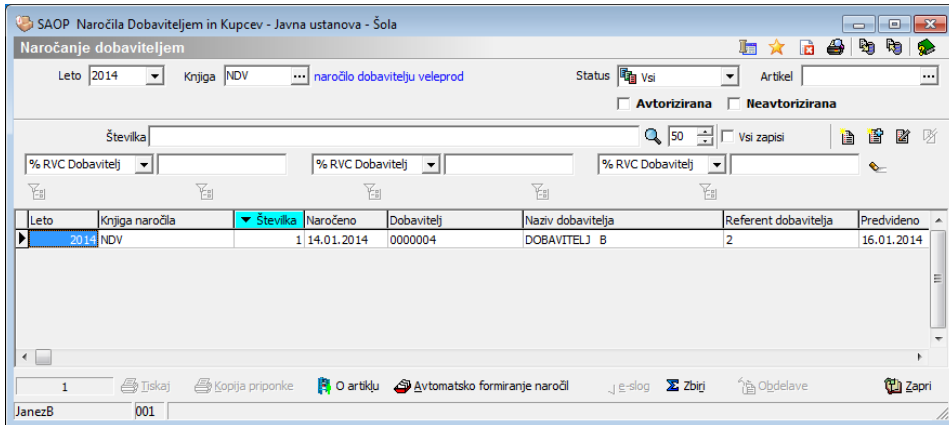 SAOP Naročila Dobaviteljem in Kupcev - Javna ustanova - Šola
Naročanje dobaviteljem
Leto 2014 Knjiga NDV ... naročilo dobavitelju veleprod Status Vsi Artikel ...
Avtorizirana Neavtorizirana
Številka 50 Vsi zapisi
% RVC Dobavitelj % RVC Dobavitelj % RVC Dobavitelj
Leto Knjiga naročila Številka Naročeno Dobavitelj Naziv dobavitelja Referent dobavitelja Predvideno
2014 NDV 1 14.01.2014 0000004 DOBAVITELJ B 2 16.01.2014
1 Tiskaj Kopija priponke O artiklu Avtomatsko formiranje naročil e-slog Zbiri Obdelave Zapri
JanezB 001